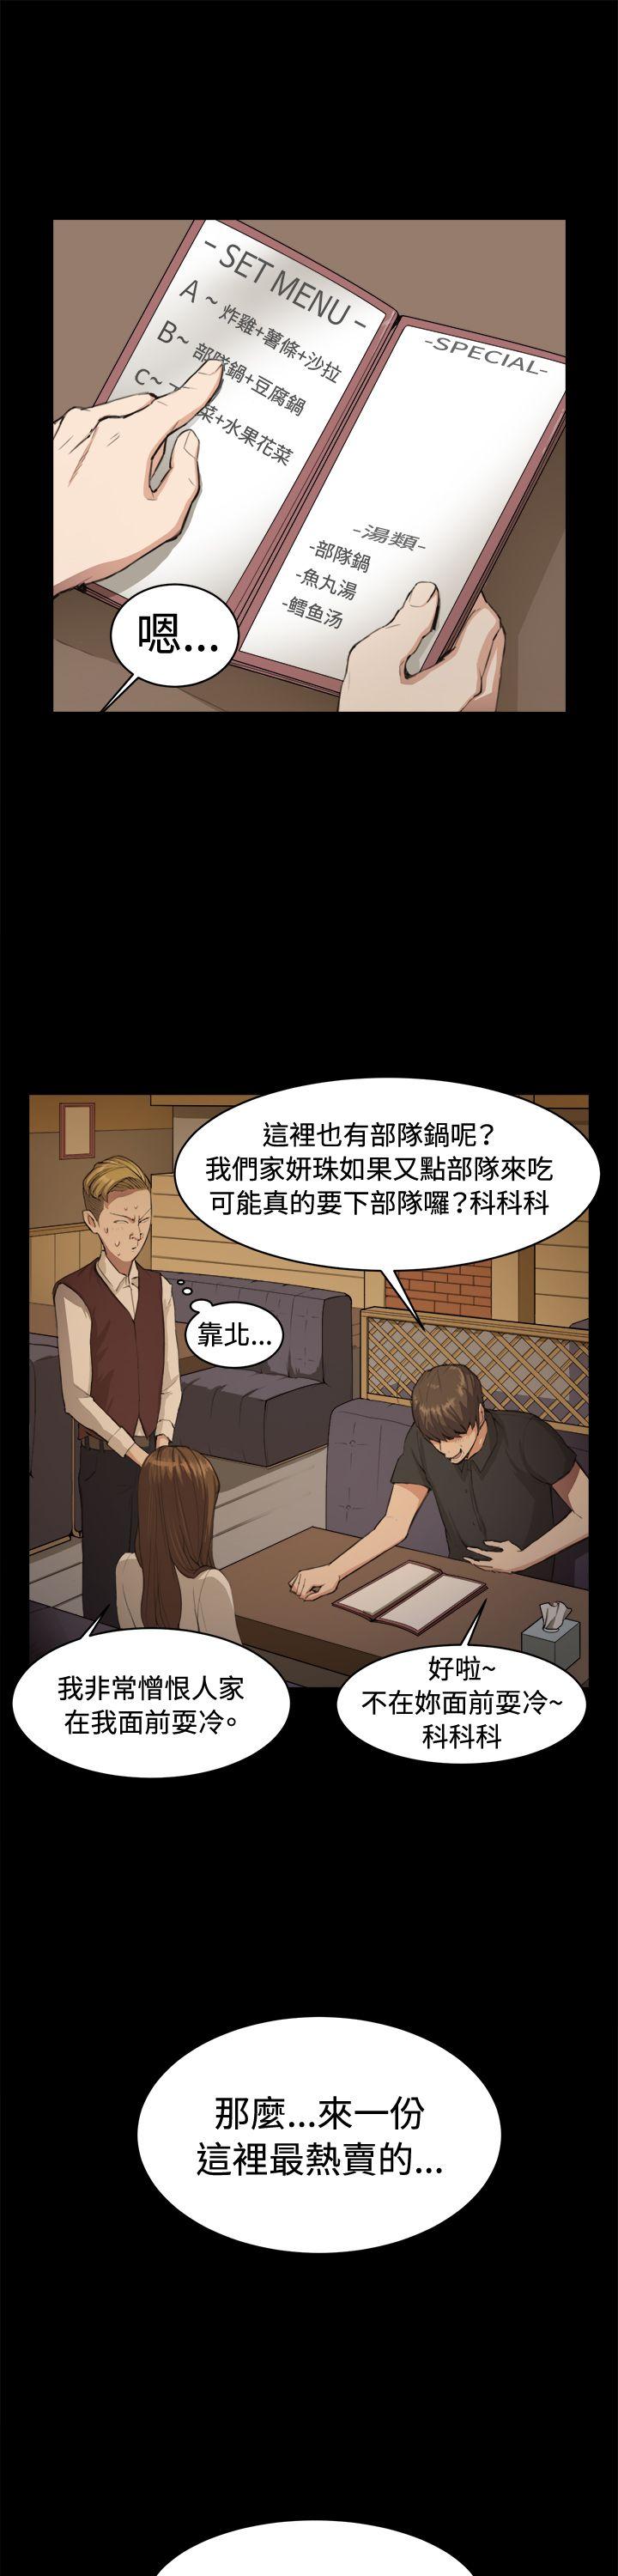 - SET MENU -
A ~ 炸雞+薯條+沙拉
B~ 部隊鍋+豆腐鍋
C~ 菜+水果花菜
-SPECIAL-
-湯類-
-部隊鍋
-魚丸湯
-鳕鱼汤
嗯...
這裡也有部隊鍋呢?
我們家妍珠如果又點部隊來吃
可能真的要下部隊囉?科科科
靠北...
我非常憎恨人家
在我面前耍冷。
好啦~
不在妳面前耍冷~
科科科
那麼...來一份
這裡最熱賣的...